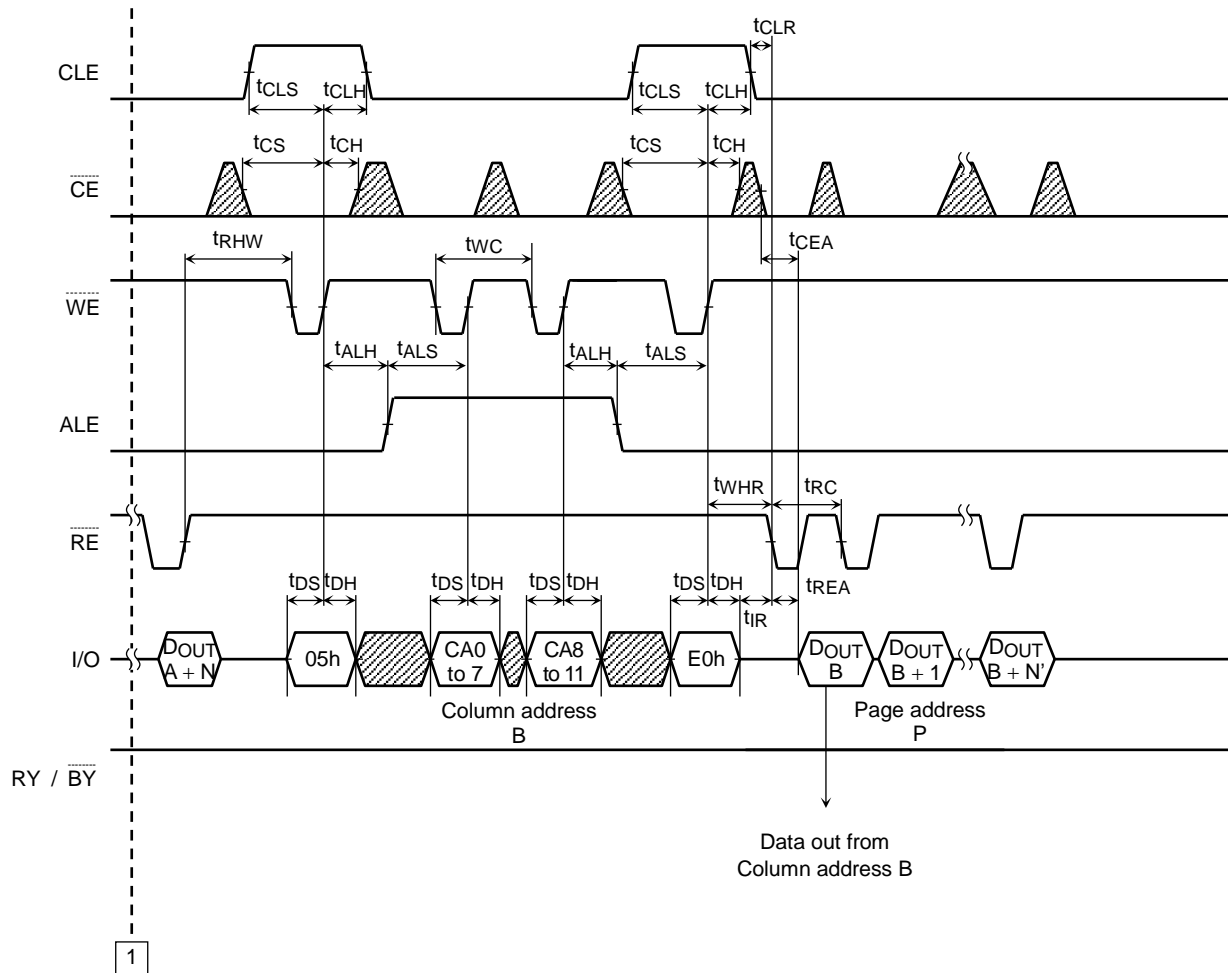 tCLR
CLE
tCLS tCLH tCLS tCLH
tCS tCH tCS tCH
CE
tCEA
tRHW tWC
WE
tALH tALS tALH tALS
ALE
tWHR tRC
RE
tDS tDH tDS tDH tDS tDH tDS tDH tREA
tIR
I/O
DOUT
A + N
05h
CA0
to 7
CA8
to 11
E0h
DOUT
B
DOUT
B + 1
DOUT
B + N’
Column address
B
Page address
P
RY / BY
Data out from
Column address B
1